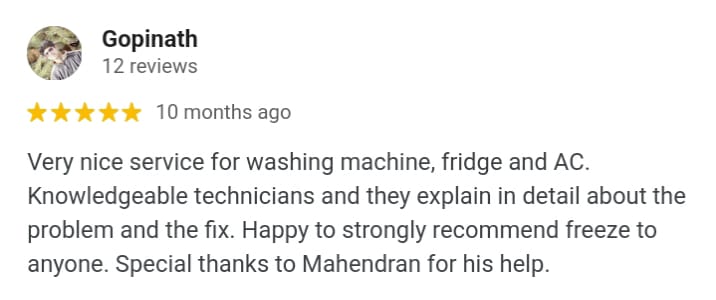 Gopinath
12 reviews
10 months ago
Very nice service for washing machine, fridge and AC.
Knowledgeable technicians and they explain in detail about the
problem and the fix. Happy to strongly recommend freeze to
anyone. Special thanks to Mahendran for his help.